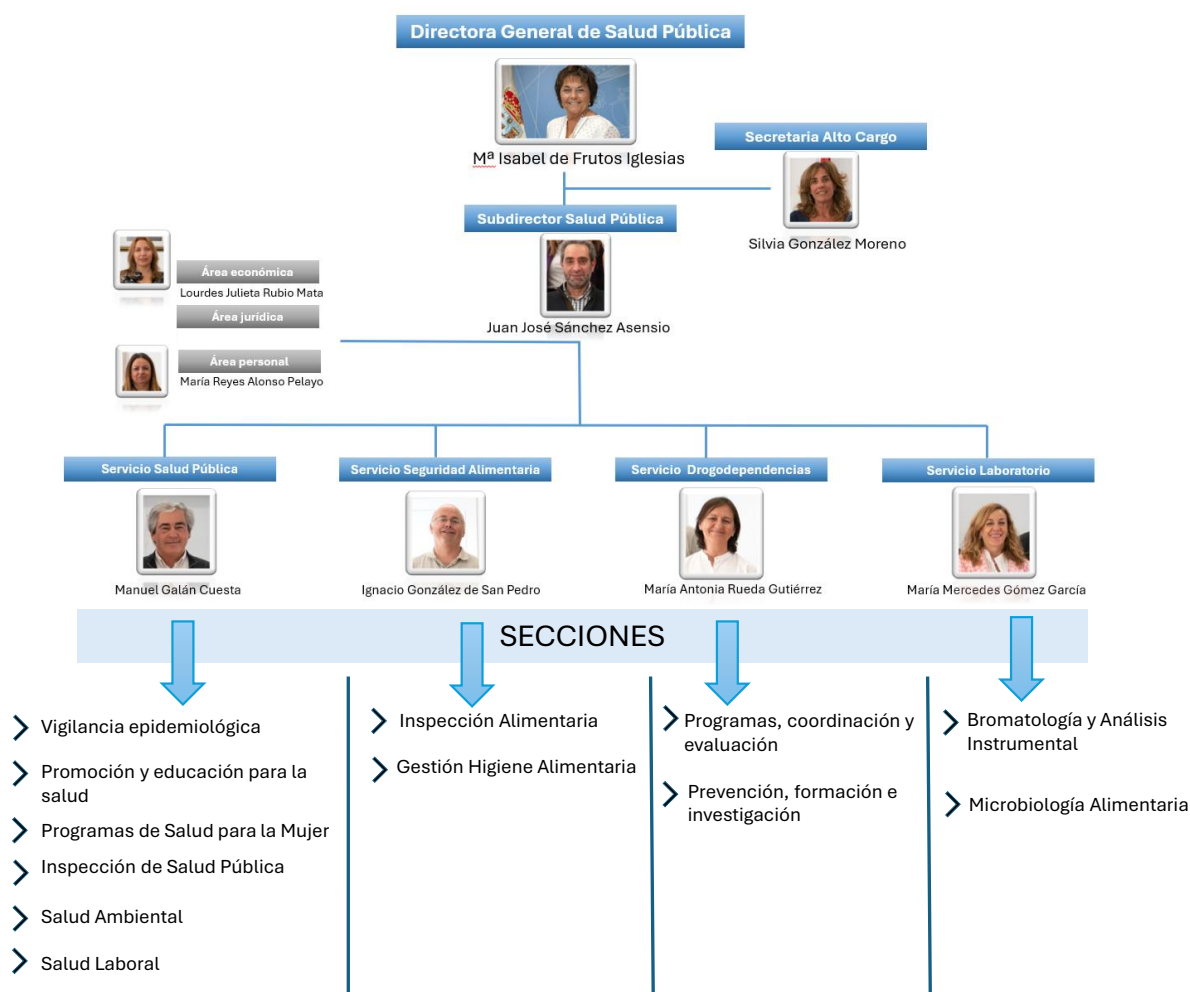 Directora General de Salud Pública
Mª Isabel de Frutos Iglesias
Secretaria Alto Cargo
Silvia González Moreno
Subdirector Salud Pública
Juan José Sánchez Asensio
Área económica
Lourdes Julieta Rubio Mata
Área jurídica
Área personal
María Reyes Alonso Pelayo
Servicio Salud Pública
Manuel Galán Cuesta
Servicio Seguridad Alimentaria
Ignacio González de San Pedro
Servicio Drogodependencias
María Antonia Rueda Gutiérrez
Servicio Laboratorio
María Mercedes Gómez García
SECCIONES
Vigilancia epidemiológica
Promoción y educación para la
salud
Programas de Salud para la Mujer
Inspección de Salud Pública
Salud Ambiental
Salud Laboral
Inspección Alimentaria
Gestión Higiene Alimentaria
Programas, coordinación y
evaluación
Prevención, formación e
investigación
Bromatología y Análisis
Instrumental
Microbiología Alimentaria